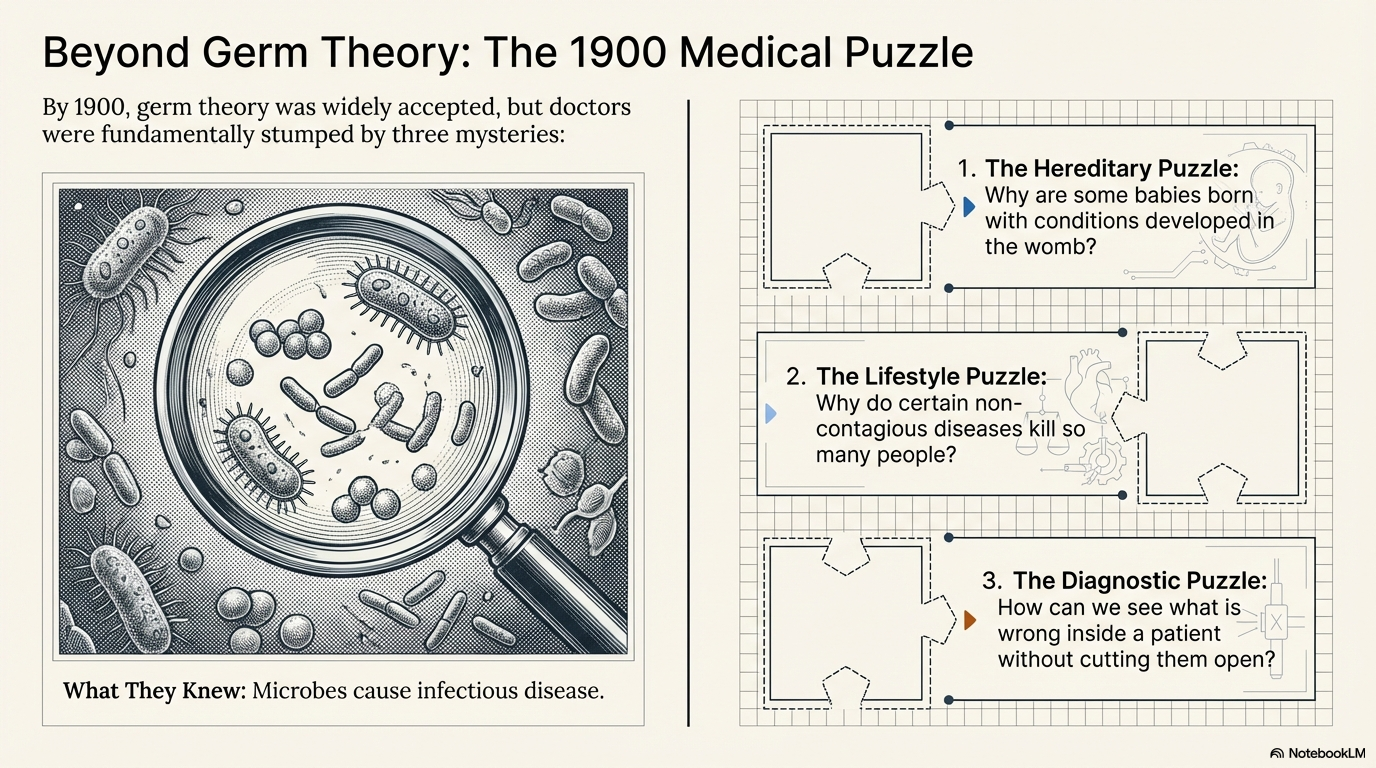 Beyond Germ Theory: The 1900 Medical Puzzle
By 1900, germ theory was widely accepted, but doctors
were fundamentally stumped by three mysteries:
What They Knew: Microbes cause infectious disease.
1. The Hereditary Puzzle:
Why are some babies born
with conditions developed in
the womb?
2. The Lifestyle Puzzle:
Why do certain non-
contagious diseases kill so
many people?
3. The Diagnostic Puzzle:
How can we see what is
wrong inside a patient
without cutting them open?
NotebookLM